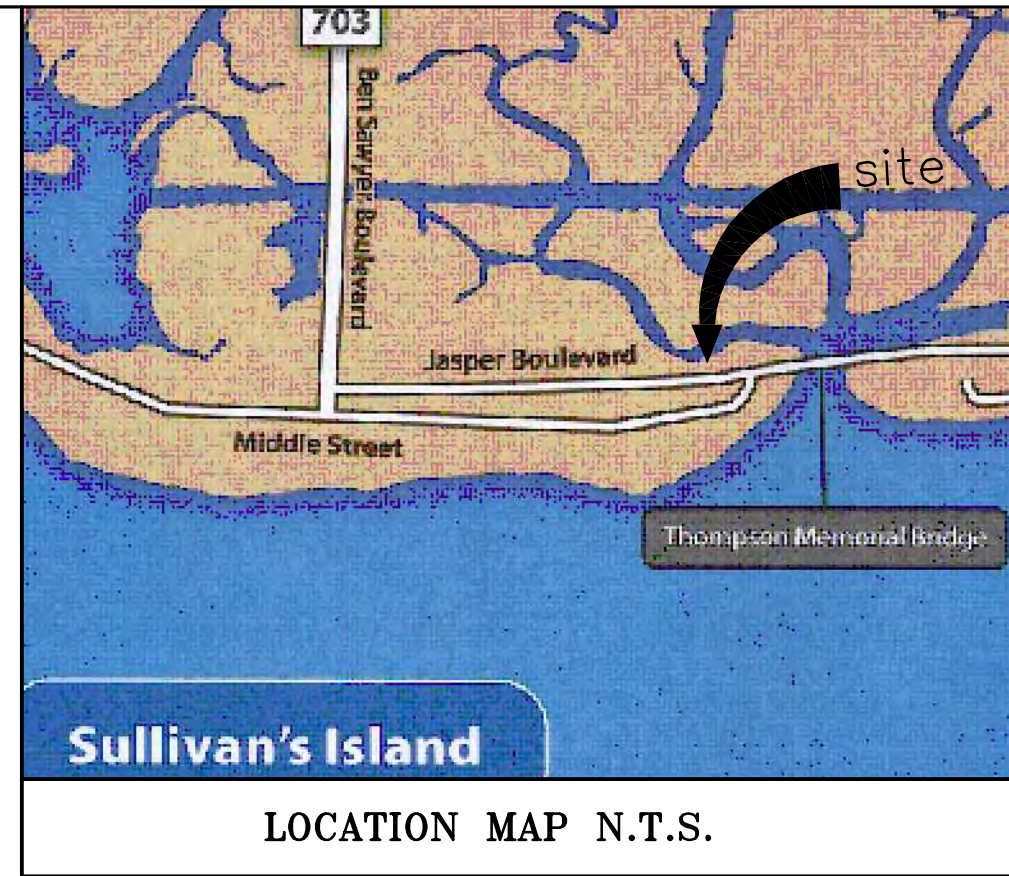 703
Ben Sawyer Boulevard
site
Jasper Boulevard
Middle Street
Thompson Memorial Bridge
Sullivan's Island
LOCATION MAP N.T.S.